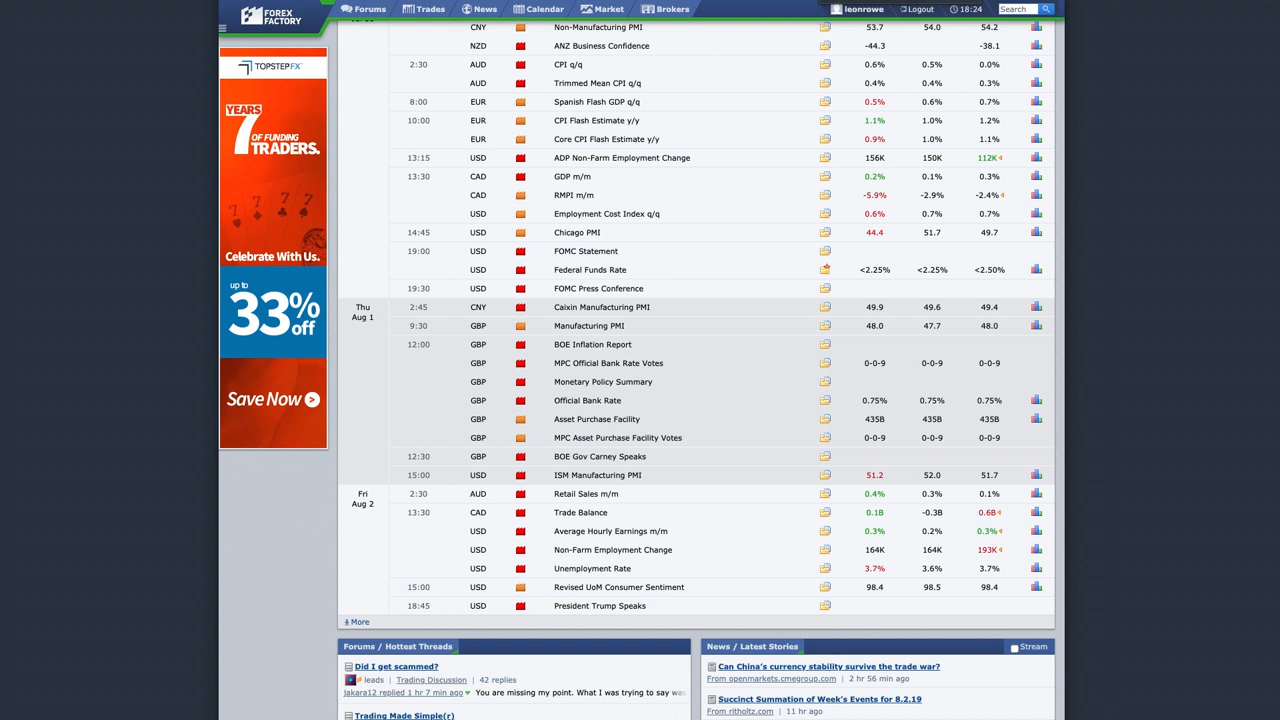 FOREX FACTORY Forums Trades News Calendar Market Brokers leonrowe Logout 18:24 Search
CNY Non-Manufacturing PMI 53.7 54.0 54.2
NZD ANZ Business Confidence -44.3 -38.1
2:30 AUD CPI q/q 0.6% 0.5% 0.0%
AUD Trimmed Mean CPI q/q 0.4% 0.4% 0.3%
8:00 EUR Spanish Flash GDP q/q 0.5% 0.6% 0.7%
10:00 EUR CPI Flash Estimate y/y 1.1% 1.0% 1.2%
EUR Core CPI Flash Estimate y/y 0.9% 1.0% 1.1%
13:15 USD ADP Non-Farm Employment Change 156K 150K 112K
13:30 CAD GDP m/m 0.2% 0.1% 0.3%
CAD RMPI m/m -5.9% -2.9% -2.4%
USD Employment Cost Index q/q 0.6% 0.7% 0.7%
14:45 USD Chicago PMI 44.4 51.7 49.7
19:00 USD FOMC Statement
USD Federal Funds Rate <2.25% <2.25% <2.50%
19:30 USD FOMC Press Conference
Thu Aug 1 2:45 CNY Caixin Manufacturing PMI 49.9 49.6 49.4
9:30 GBP Manufacturing PMI 48.0 47.7 48.0
12:00 GBP BOE Inflation Report
GBP MPC Official Bank Rate Votes 0-0-9 0-0-9 0-0-9
GBP Monetary Policy Summary
GBP Official Bank Rate 0.75% 0.75% 0.75%
GBP Asset Purchase Facility 435B 435B 435B
GBP MPC Asset Purchase Facility Votes 0-0-9 0-0-9 0-0-9
12:30 GBP BOE Gov Carney Speaks
15:00 USD ISM Manufacturing PMI 51.2 52.0 51.7
Fri Aug 2 2:30 AUD Retail Sales m/m 0.4% 0.3% 0.1%
13:30 CAD Trade Balance 0.1B -0.3B 0.6B
USD Average Hourly Earnings m/m 0.3% 0.2% 0.3%
USD Non-Farm Employment Change 164K 164K 193K
USD Unemployment Rate 3.7% 3.6% 3.7%
15:00 USD Revised UoM Consumer Sentiment 98.4 98.5 98.4
18:45 USD President Trump Speaks
More
TOPSTEPFX
7 YEARS
OF FUNDING
TRADERS.
7 7 7 7
Celebrate With Us.
up to
33% off
Save Now
Forums / Hottest Threads
Did I get scammed?
leads | Trading Discussion | 42 replies
jakara12 replied 1 hr 7 min ago You are missing my point. What I was trying to say was
Trading Made Simple(r)
News / Latest Stories Stream
Can China's currency stability survive the trade war?
From openmarkets.cmegroup.com | 2 hr 56 min ago
Succinct Summation of Week's Events for 8.2.19
From ritholtz.com | 11 hr ago